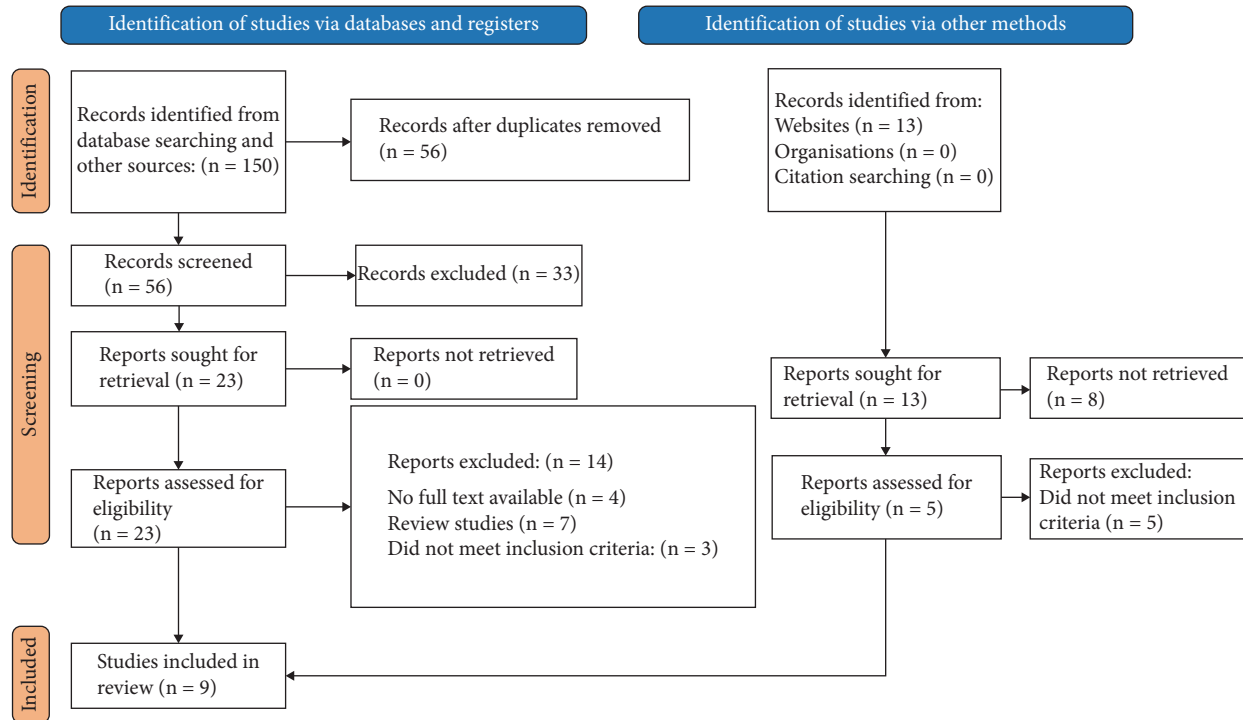 Identification of studies via databases and registers
Identification of studies via other methods
Identification
Records identified from
database searching and
other sources: (n = 150)
Records after duplicates removed
(n = 56)
Records identified from:
Websites (n = 13)
Organisations (n = 0)
Citation searching (n = 0)
Screening
Records screened
(n = 56)
Records excluded (n = 33)
Reports sought for
retrieval (n = 23)
Reports not retrieved
(n = 0)
Reports sought for
retrieval (n = 13)
Reports not retrieved
(n = 8)
Reports assessed for
eligibility
(n = 23)
Reports excluded: (n = 14)
No full text available (n = 4)
Review studies (n = 7)
Did not meet inclusion criteria: (n = 3)
Reports assessed for
eligibility (n = 5)
Reports excluded:
Did not meet inclusion
criteria (n = 5)
Included
Studies included in
review (n = 9)